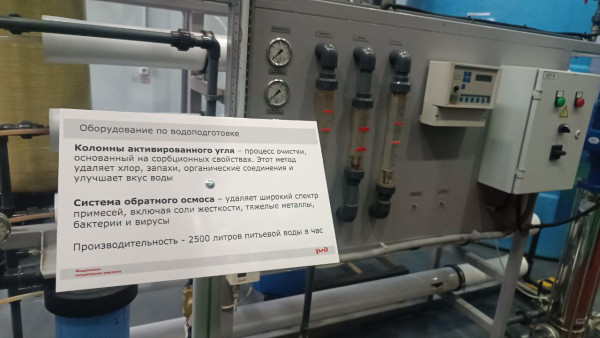 Оборудование по водоподготовке
Колонны активированного угля – процесс очистки,
основанный на сорбционных свойствах. Этот метод
удаляет хлор, запахи, органические соединения и
улучшает вкус воды
Система обратного осмоса – удаляет широкий спектр
примесей, включая соли жесткости, тяжелые металлы,
бактерии и вирусы
Производительность - 2500 литров питьевой воды в час
РЖД